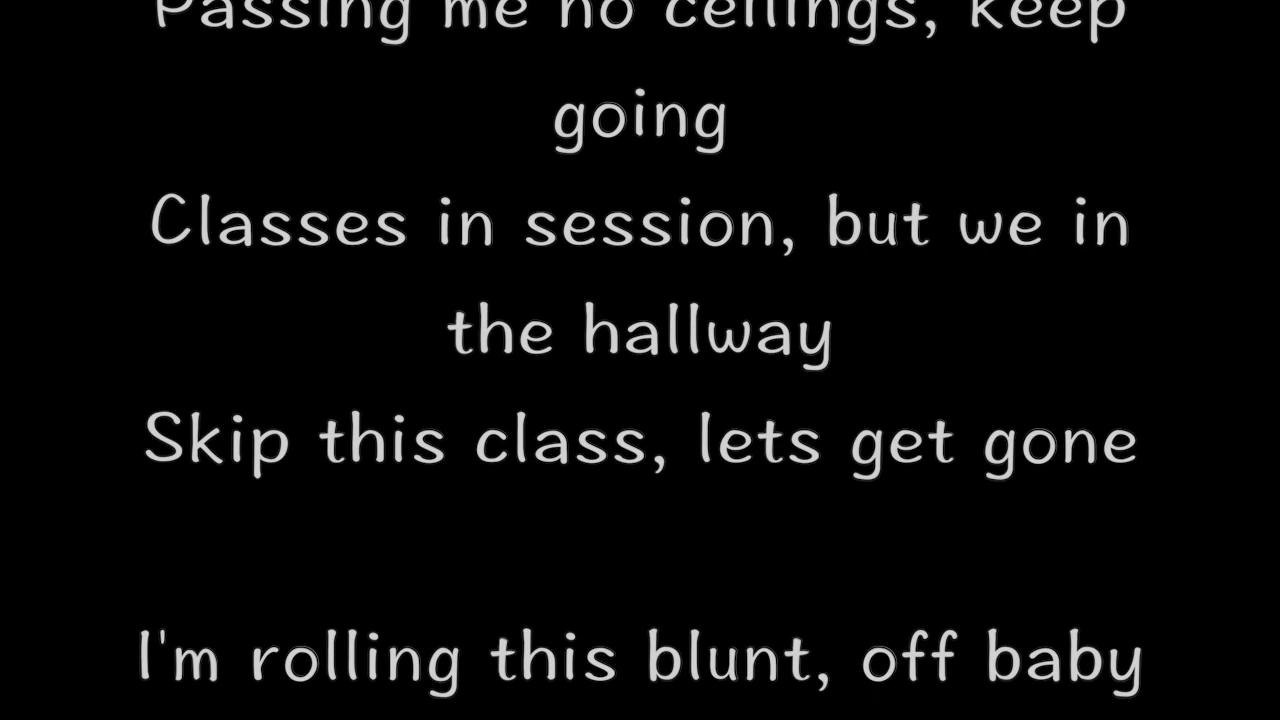 Passing me no ceilings, keep
going
Classes in session, but we in
the hallway
Skip this class, lets get gone
I'm rolling this blunt, off baby